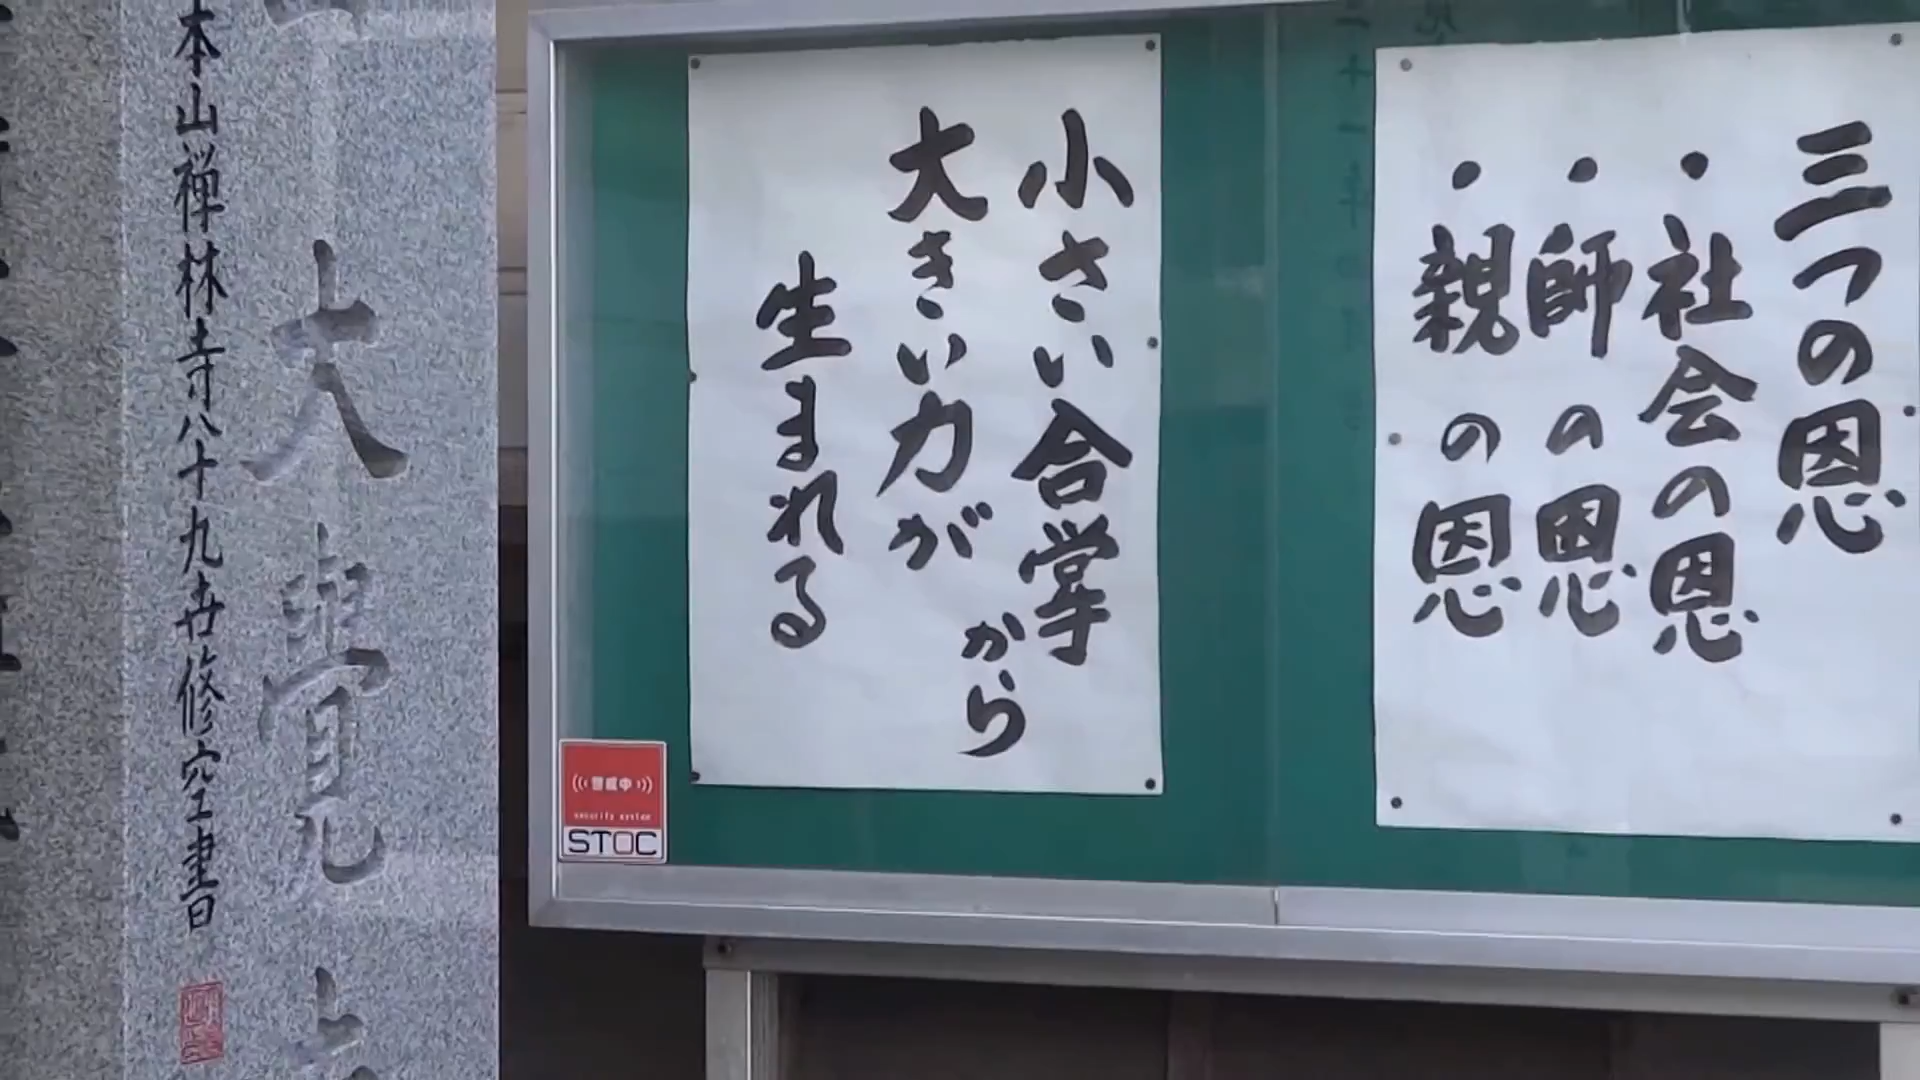 三つの恩
・社会の恩
・師の恩
・親の恩
小さい合掌
から
大きい力が
生まれる
警戒中
security system
STOC
大覚
本山禅林寺八十九世修空書